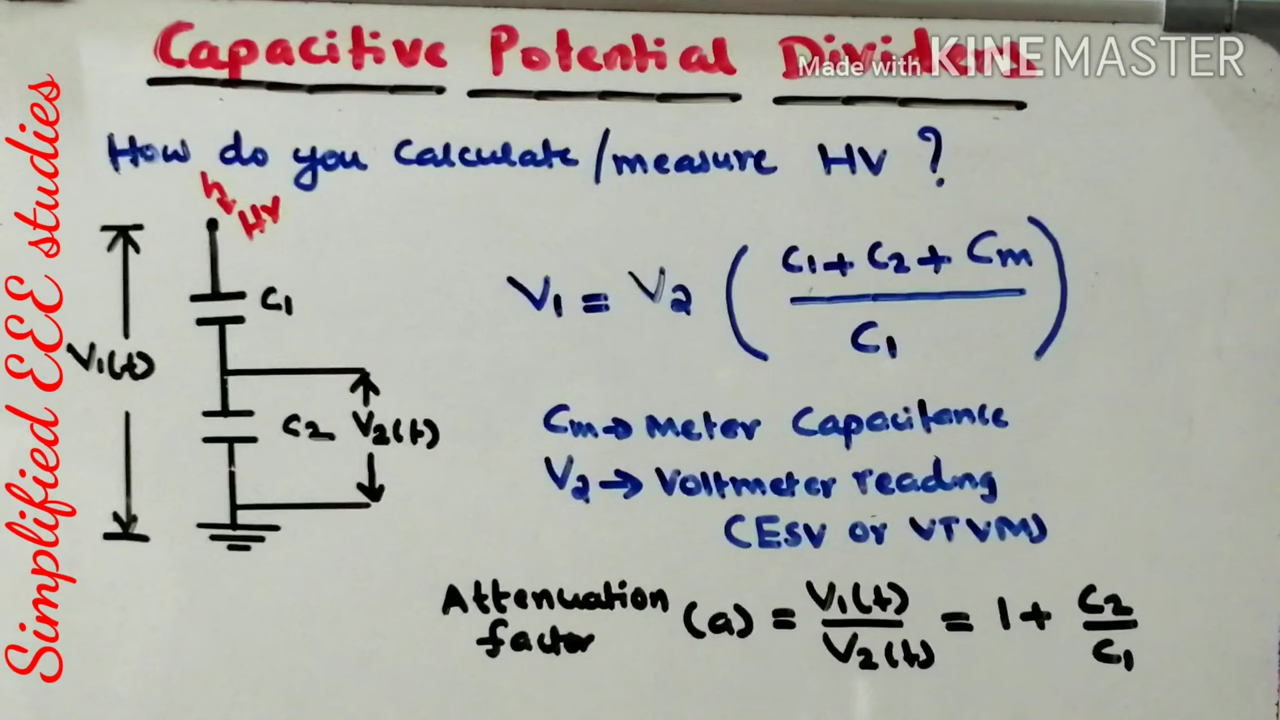 Capacitive Potential Dividers
Made with KINEMASTER
Simplified EEE studies
How do you calculate/measure HV ?
HV
C1
V1(t)
C2
V2(t)
V1 = V2 ( C1 + C2 + Cm / C1 )
Cm → Meter Capacitance
V2 → Voltmeter reading
(ESV or VTVM)
Attenuation factor (a) = V1(t) / V2(t) = 1 + C2 / C1